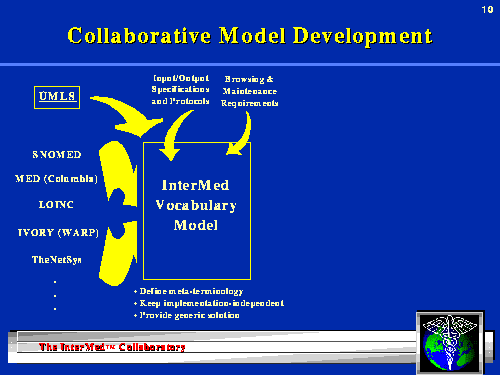 10
Collaborative Model Development
Input/Output
Specifications
and Protocols
Browsing &
Maintenance
Requirements
UMLS
SNOMED
MED (Columbia)
LOINC
IVORY (WARP)
TheNetSys
•
•
•
InterMed
Vocabulary
Model
• Define meta-terminology
• Keep implementation-independent
• Provide generic solution
The InterMed™ Collaboratory